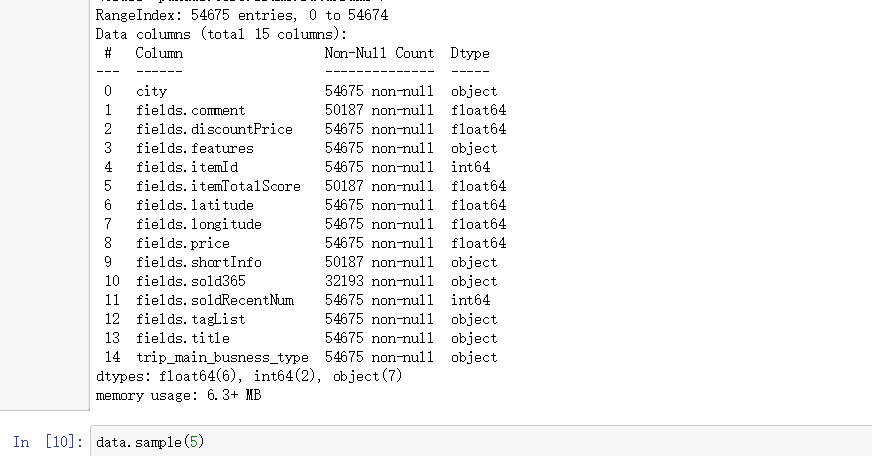 RangeIndex: 54675 entries, 0 to 54674
Data columns (total 15 columns):
 #   Column                  Non-Null Count  Dtype
---  ------                  --------------  -----
 0   city                    54675 non-null  object
 1   fields.comment          50187 non-null  float64
 2   fields.discountPrice    54675 non-null  float64
 3   fields.features         54675 non-null  object
 4   fields.itemId           54675 non-null  int64
 5   fields.itemTotalScore   50187 non-null  float64
 6   fields.latitude         54675 non-null  float64
 7   fields.longitude        54675 non-null  float64
 8   fields.price            54675 non-null  float64
 9   fields.shortInfo        50187 non-null  object
 10  fields.sold365          32193 non-null  object
 11  fields.soldRecentNum    54675 non-null  int64
 12  fields.tagList          54675 non-null  object
 13  fields.title            54675 non-null  object
 14  trip_main_busness_type  54675 non-null  object
dtypes: float64(6), int64(2), object(7)
memory usage: 6.3+ MB
In [10]: data.sample(5)